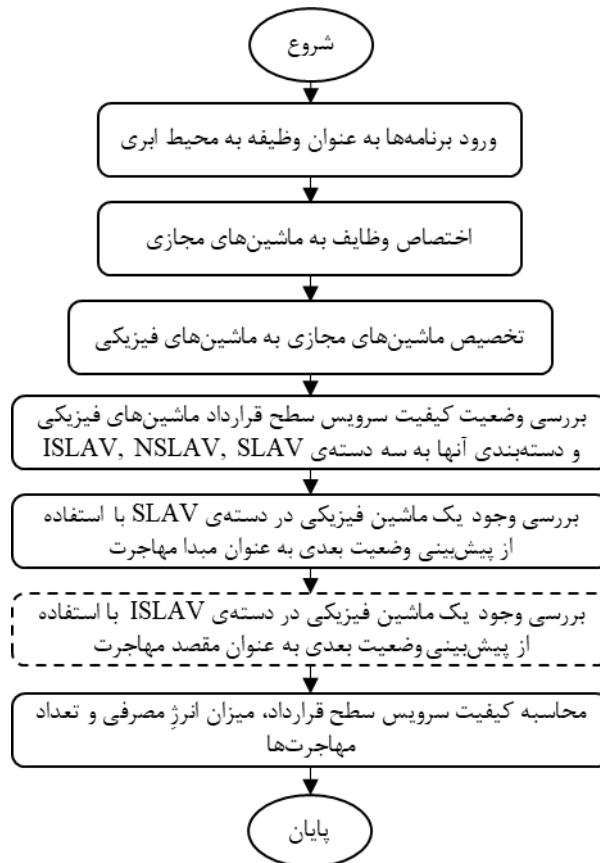 شروع
ورود برنامه‌ها به عنوان وظیفه به محیط ابری
اختصاص وظایف به ماشین‌های مجازی
تخصیص ماشین‌های مجازی به ماشین‌های فیزیکی
بررسی وضعیت کیفیت سرویس سطح قرارداد ماشین‌های فیزیکی
و دسته‌بندی آنها به سه دسته‌ی ISLAV, NSLAV, SLAV
بررسی وجود یک ماشین فیزیکی در دسته‌ی SLAV با استفاده
از پیش‌بینی وضعیت بعدی به عنوان مبدا مهاجرت
بررسی وجود یک ماشین فیزیکی در دسته‌ی ISLAV با استفاده
از پیش‌بینی وضعیت بعدی به عنوان مقصد مهاجرت
محاسبه کیفیت سرویس سطح قرارداد، میزان انرژِ مصرفی و تعداد
مهاجرت‌ها
پایان